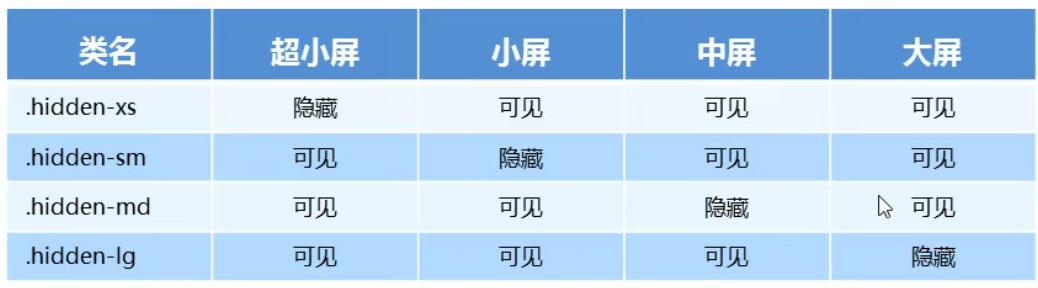 类名 超小屏 小屏 中屏 大屏
.hidden-xs 隐藏 可见 可见 可见
.hidden-sm 可见 隐藏 可见 可见
.hidden-md 可见 可见 隐藏 可见
.hidden-lg 可见 可见 可见 隐藏